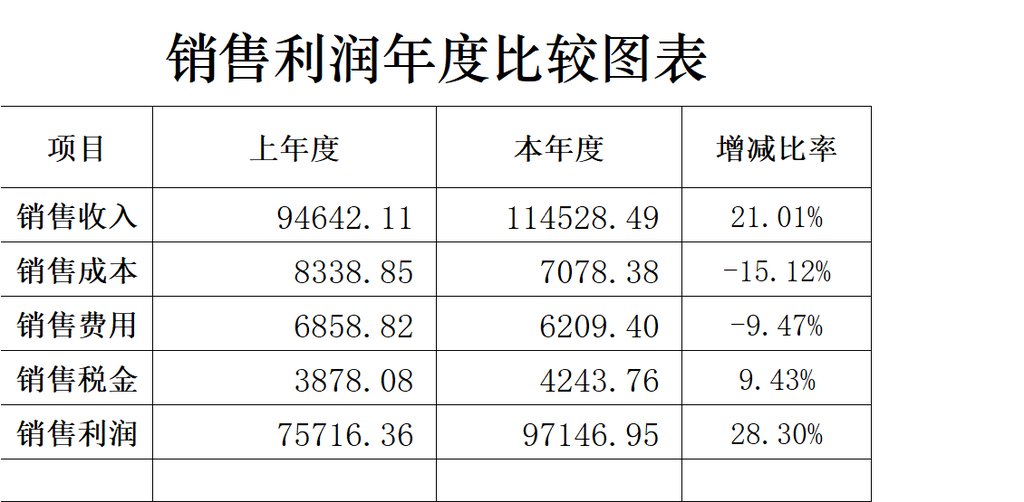 销售利润年度比较图表
项目 上年度 本年度 增减比率
销售收入 94642.11 114528.49 21.01%
销售成本 8338.85 7078.38 -15.12%
销售费用 6858.82 6209.40 -9.47%
销售税金 3878.08 4243.76 9.43%
销售利润 75716.36 97146.95 28.30%